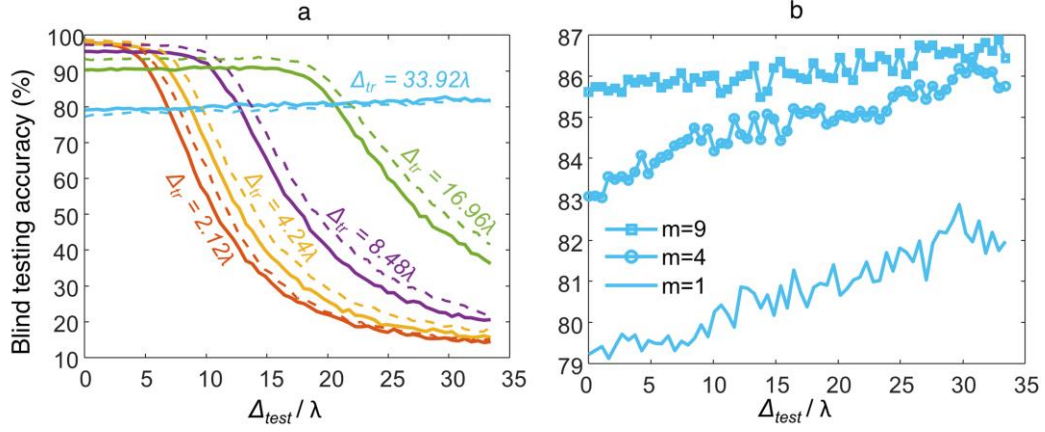 a
100
90
80
70
60
50
40
30
20
10
Blind testing accuracy (%)
Δtr = 33.92λ
Δtr = 16.96λ
Δtr = 8.48λ
Δtr = 4.24λ
Δtr = 2.12λ
0 5 10 15 20 25 30 35
Δtest / λ
b
87
86
85
84
83
82
81
80
79
m=9
m=4
m=1
0 5 10 15 20 25 30 35
Δtest / λ